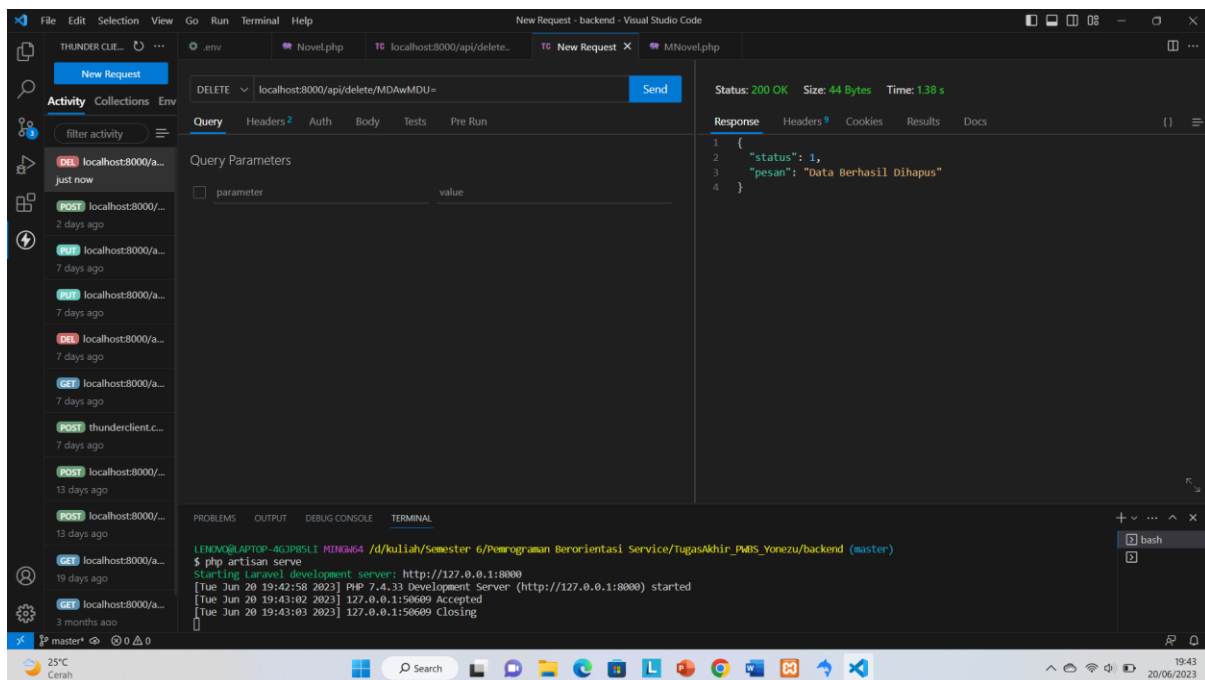 File Edit Selection View Go Run Terminal Help
New Request - backend - Visual Studio Code
THUNDER CLIE...
New Request
Activity Collections Env
filter activity
DEL localhost:8000/a...
just now
POST localhost:8000/...
2 days ago
PUT localhost:8000/a...
7 days ago
PUT localhost:8000/a...
7 days ago
DEL localhost:8000/a...
7 days ago
GET localhost:8000/a...
7 days ago
POST thunderclient.c...
7 days ago
POST localhost:8000/...
13 days ago
POST localhost:8000/...
13 days ago
GET localhost:8000/a...
19 days ago
GET localhost:8000/a...
3 months ago
.env Novel.php TC localhost:8000/api/delete... TC New Request MNovel.php
DELETE localhost:8000/api/delete/MDAwMDU= Send
Query Headers 2 Auth Body Tests Pre Run
Query Parameters
parameter value
Status: 200 OK Size: 44 Bytes Time: 1.38 s
Response Headers 9 Cookies Results Docs {}
1 {
2 "status": 1,
3 "pesan": "Data Berhasil Dihapus"
4 }
PROBLEMS OUTPUT DEBUG CONSOLE TERMINAL
LENOVO@LAPTOP-4GJP85LI MINGW64 /d/kuliah/Semester 6/Pemrograman Berorientasi Service/TugasAkhir_PWBS_Yonezu/backend (master)
$ php artisan serve
Starting Laravel development server: http://127.0.0.1:8000
[Tue Jun 20 19:42:58 2023] PHP 7.4.33 Development Server (http://127.0.0.1:8000) started
[Tue Jun 20 19:43:02 2023] 127.0.0.1:50609 Accepted
[Tue Jun 20 19:43:03 2023] 127.0.0.1:50609 Closing
bash
master* 0 0
25°C
Cerah
Search
19:43
20/06/2023